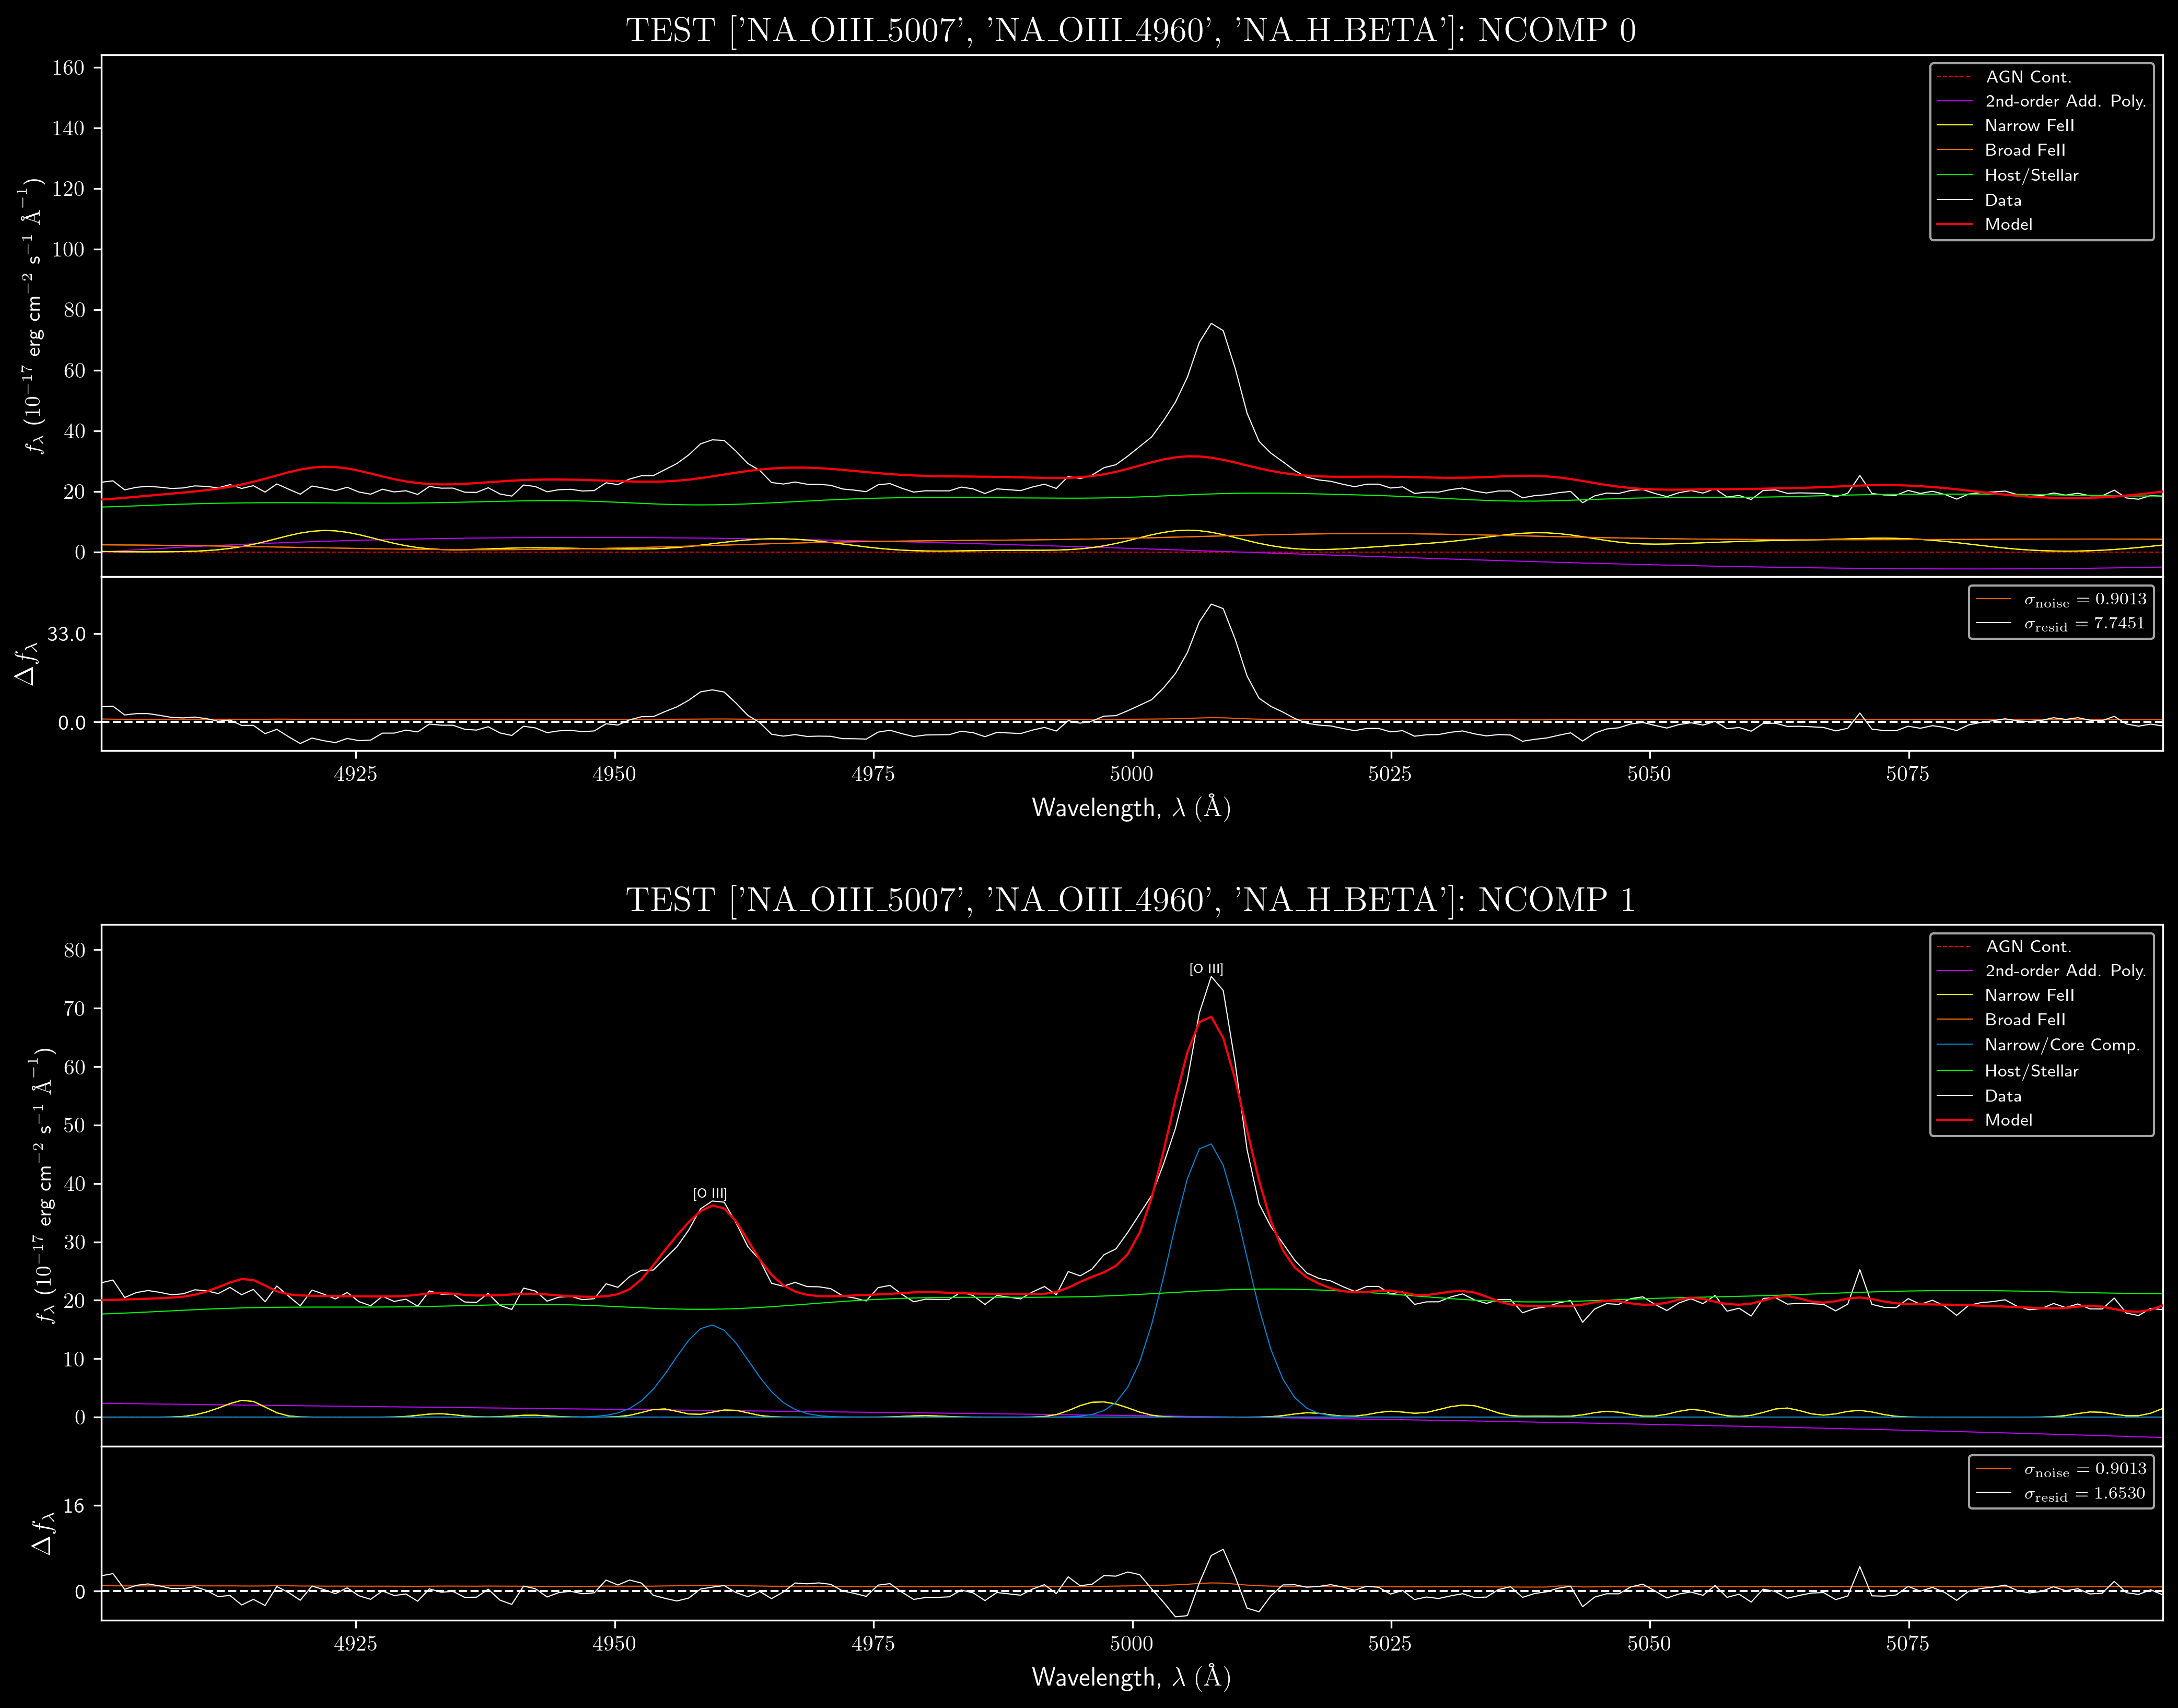 TEST ['NA_OIII_5007', 'NA_OIII_4960', 'NA_H_BETA']: NCOMP 0
160
140
120
100
80
60
40
20
0
f_λ (10^−17 erg cm^−2 s^−1 Å^−1)
AGN Cont.
2nd-order Add. Poly.
Narrow FeII
Broad FeII
Host/Stellar
Data
Model
33.0
0.0
Δf_λ
σ_noise = 0.9013
σ_resid = 7.7451
4925 4950 4975 5000 5025 5050 5075
Wavelength, λ (Å)
TEST ['NA_OIII_5007', 'NA_OIII_4960', 'NA_H_BETA']: NCOMP 1
80
70
60
50
40
30
20
10
0
f_λ (10^−17 erg cm^−2 s^−1 Å^−1)
[O III]
[O III]
AGN Cont.
2nd-order Add. Poly.
Narrow FeII
Broad FeII
Narrow/Core Comp.
Host/Stellar
Data
Model
16
0
Δf_λ
σ_noise = 0.9013
σ_resid = 1.6530
4925 4950 4975 5000 5025 5050 5075
Wavelength, λ (Å)